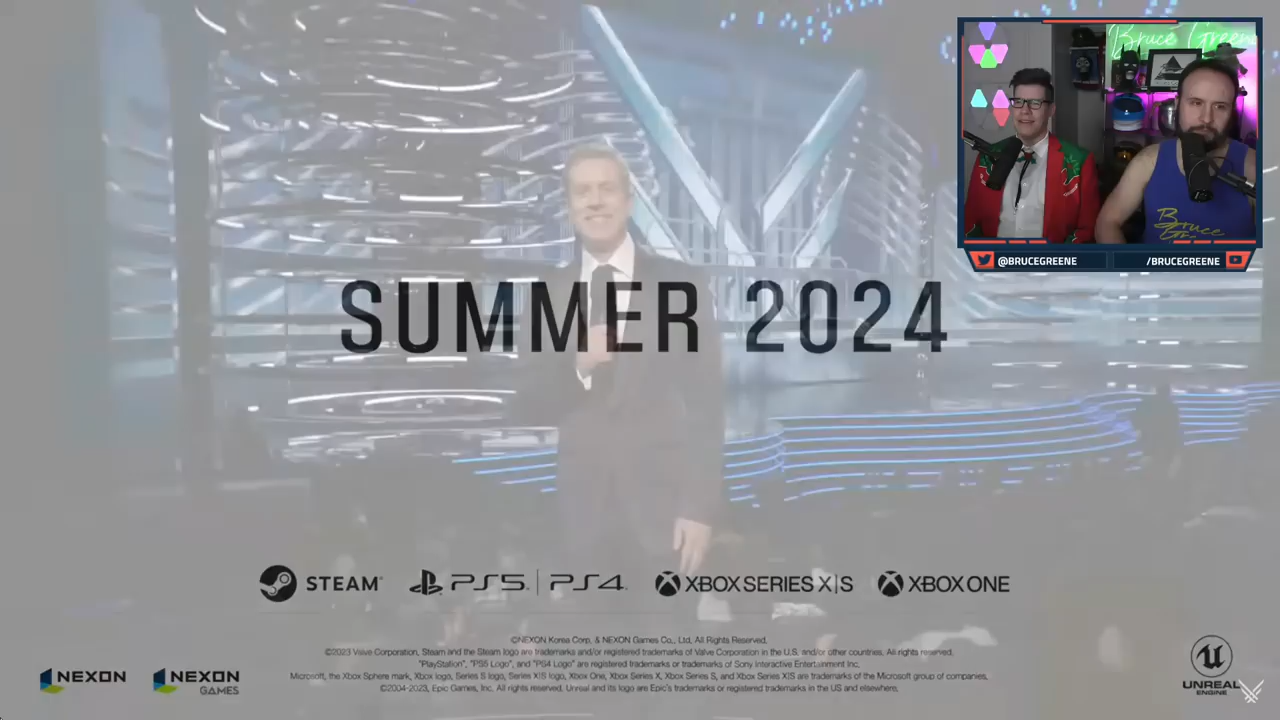 Bruce Greene
Bruce
@BRUCEGREENE
/BRUCEGREENE
SUMMER 2024
STEAM
PS5 | PS4
XBOX SERIES X|S
XBOX ONE
©NEXON Korea Corp. & NEXON Games Co., Ltd, All Rights Reserved.
©2023 Valve Corporation, Steam and the Steam logo are trademarks and/or registered trademarks of Valve Corporation in the U.S. and/or other countries. All rights reserved.
"PlayStation", "PS5 Logo", and "PS4 Logo" are registered trademarks or trademarks of Sony Interactive Entertainment Inc.
Microsoft, the Xbox Sphere mark, Xbox logo, Series S logo, Series X|S logo, Xbox One, Xbox Series X, Xbox Series S, and Xbox Series X|S are trademarks of the Microsoft group of companies.
©2004-2023, Epic Games, Inc. All rights reserved. Unreal and its logo are Epic's trademarks or registered trademarks in the US and elsewhere.
NEXON
NEXON GAMES
UNREAL
ENGINE